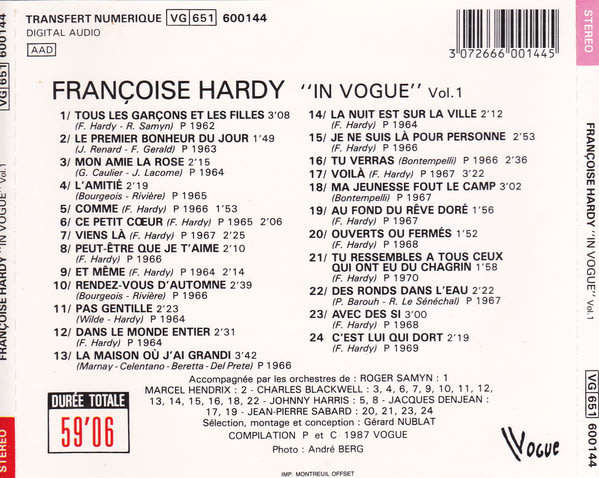 TRANSFERT NUMERIQUE VG 651 600144
DIGITAL AUDIO
AAD
3 072666 001445
FRANÇOISE HARDY "IN VOGUE" Vol.1
1/ TOUS LES GARÇONS ET LES FILLES 3'08
(F. Hardy - R. Samyn) P 1962
2/ LE PREMIER BONHEUR DU JOUR 1'49
(J. Renard - F. Gerald) P 1963
3/ MON AMIE LA ROSE 2'15
(G. Caulier - J. Lacome) P 1964
4/ L'AMITIÉ 2'19
(Bourgeois - Rivière) P 1965
5/ COMME (F. Hardy) P 1966 1'53
6/ CE PETIT CŒUR (F. Hardy) P 1965 2'06
7/ VIENS LÀ (F. Hardy) P 1967 2'25
8/ PEUT-ÊTRE QUE JE T'AIME 2'10
(F. Hardy) P 1966
9/ ET MÊME (F. Hardy) P 1964 2'14
10/ RENDEZ-VOUS D'AUTOMNE 2'39
(Bourgeois - Rivière) P 1966
11/ PAS GENTILLE 2'23
(Wilde - Hardy) P 1964
12/ DANS LE MONDE ENTIER 2'31
(F. Hardy) P 1964
13/ LA MAISON OÙ J'AI GRANDI 3'42
(Marnay - Celentano - Beretta - Del Prete) P 1966
14/ LA NUIT EST SUR LA VILLE 2'12
(F. Hardy) P 1964
15/ JE NE SUIS LÀ POUR PERSONNE 2'53
(F. Hardy) P 1966
16/ TU VERRAS (Bontempelli) P 1966 2'36
17/ VOILÀ (F. Hardy) P 1967 3'22
18/ MA JEUNESSE FOUT LE CAMP 3'02
(Bontempelli) P 1967
19/ AU FOND DU RÊVE DORÉ 1'56
(F. Hardy) P 1967
20/ OUVERTS OU FERMÉS 1'52
(F. Hardy) P 1968
21/ TU RESSEMBLES A TOUS CEUX
QUI ONT EU DU CHAGRIN 1'58
(F. Hardy) P 1970
22/ DES RONDS DANS L'EAU 2'22
(P. Barouh - R. Le Sénéchal) P 1967
23/ AVEC DES SI 3'00
(F. Hardy) P 1968
24 C'EST LUI QUI DORT 2'19
(F. Hardy) P 1969
Accompagnée par les orchestres de : ROGER SAMYN : 1
MARCEL HENDRIX : 2 - CHARLES BLACKWELL : 3, 4, 6, 7, 9, 10, 11, 12,
13, 14, 15, 16, 18, 22 - JOHNNY HARRIS : 5, 8 - JACQUES DENJEAN :
17, 19 - JEAN-PIERRE SABARD : 20, 21, 23, 24
Sélection, montage et conception : Gérard NUBLAT
COMPILATION P et C 1987 VOGUE
Photo : André BERG
DURÉE TOTALE
59'06
VOGUE
IMP: MONTREUIL OFFSET
STEREO FRANÇOISE HARDY "IN VOGUE" Vol.1 VG 651 600144
STEREO FRANÇOISE HARDY "IN VOGUE" Vol.1 VG 651 600144